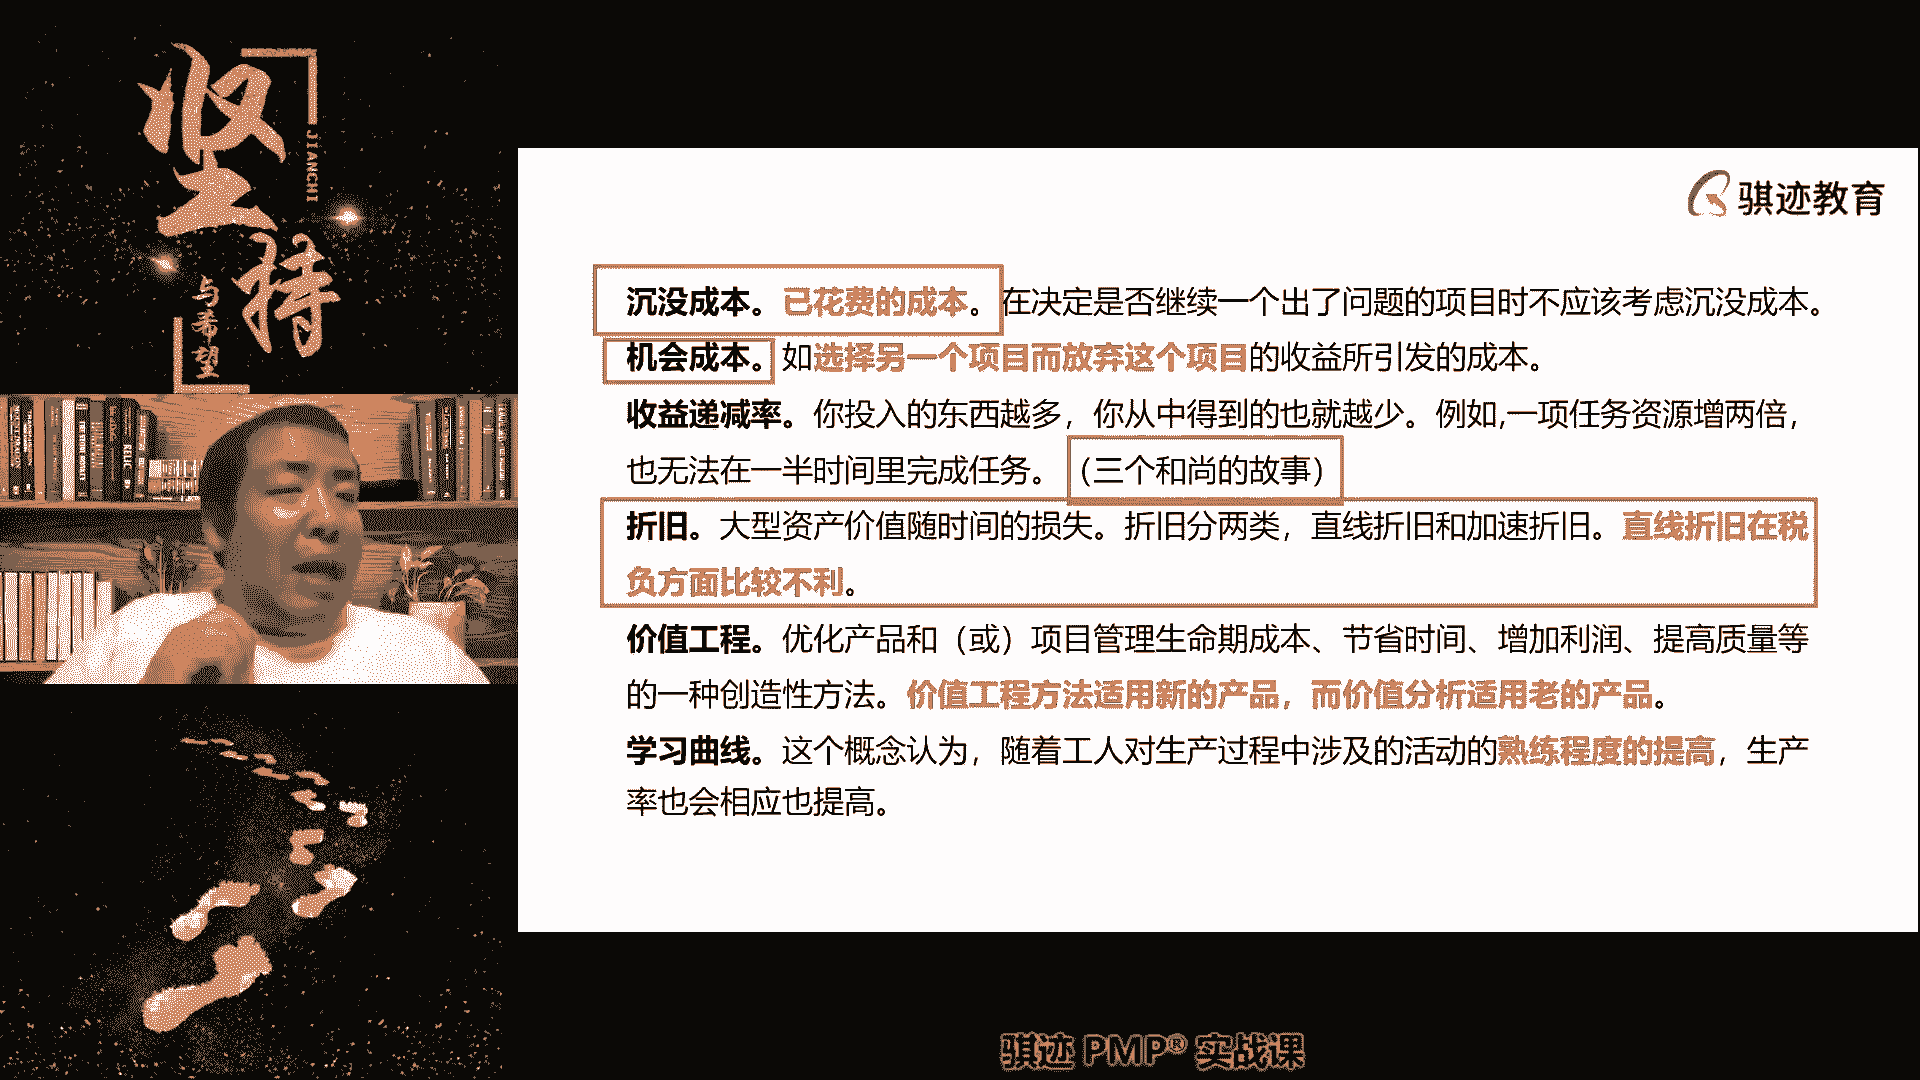 坚持
JIANCHI
与希望
骐迹教育
沉没成本。已花费的成本。在决定是否继续一个出了问题的项目时不应该考虑沉没成本。
机会成本。如选择另一个项目而放弃这个项目的收益所引发的成本。
收益递减率。你投入的东西越多，你从中得到的也就越少。例如,一项任务资源增两倍，
也无法在一半时间里完成任务。（三个和尚的故事）
折旧。大型资产价值随时间的损失。折旧分两类，直线折旧和加速折旧。直线折旧在税
负方面比较不利。
价值工程。优化产品和（或）项目管理生命期成本、节省时间、增加利润、提高质量等
的一种创造性方法。价值工程方法适用新的产品，而价值分析适用老的产品。
学习曲线。这个概念认为，随着工人对生产过程中涉及的活动的熟练程度的提高，生产
率也会相应也提高。
骐迹 PMP® 实战课